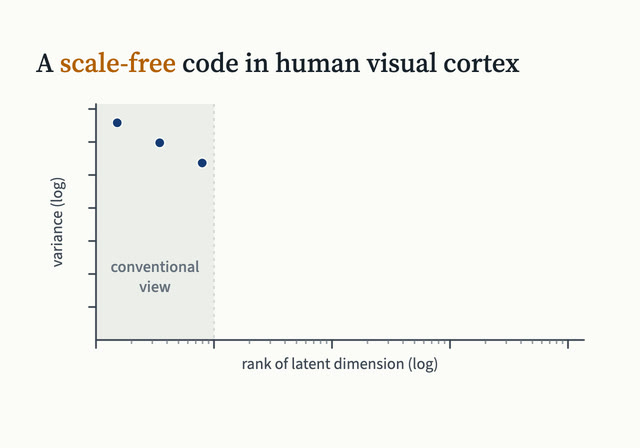 A scale-free code in human visual cortex
variance (log)
conventional
view
rank of latent dimension (log)